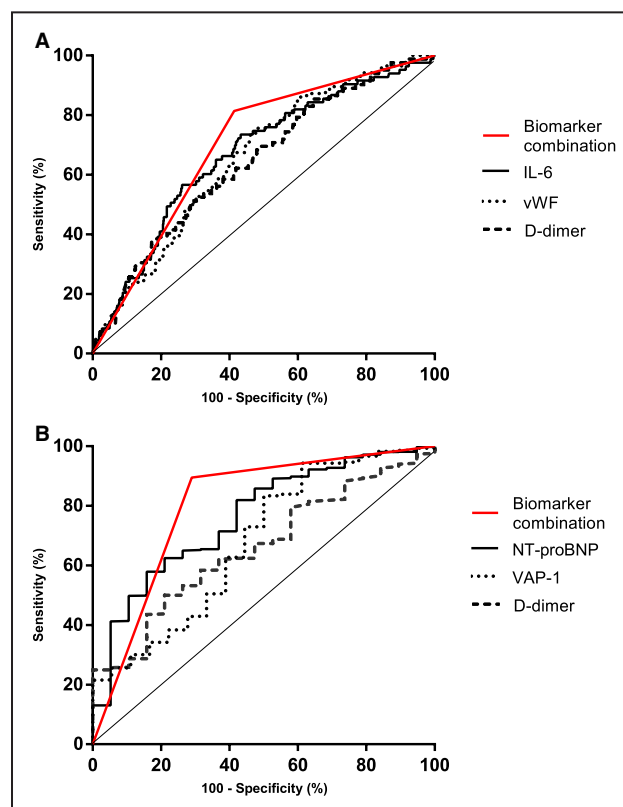 A
100
80
60
40
20
0
Sensitivity (%)
0 20 40 60 80 100
100 - Specificity (%)
Biomarker
combination
IL-6
vWF
D-dimer
B
100
80
60
40
20
0
Sensitivity (%)
0 20 40 60 80 100
100 - Specificity (%)
Biomarker
combination
NT-proBNP
VAP-1
D-dimer